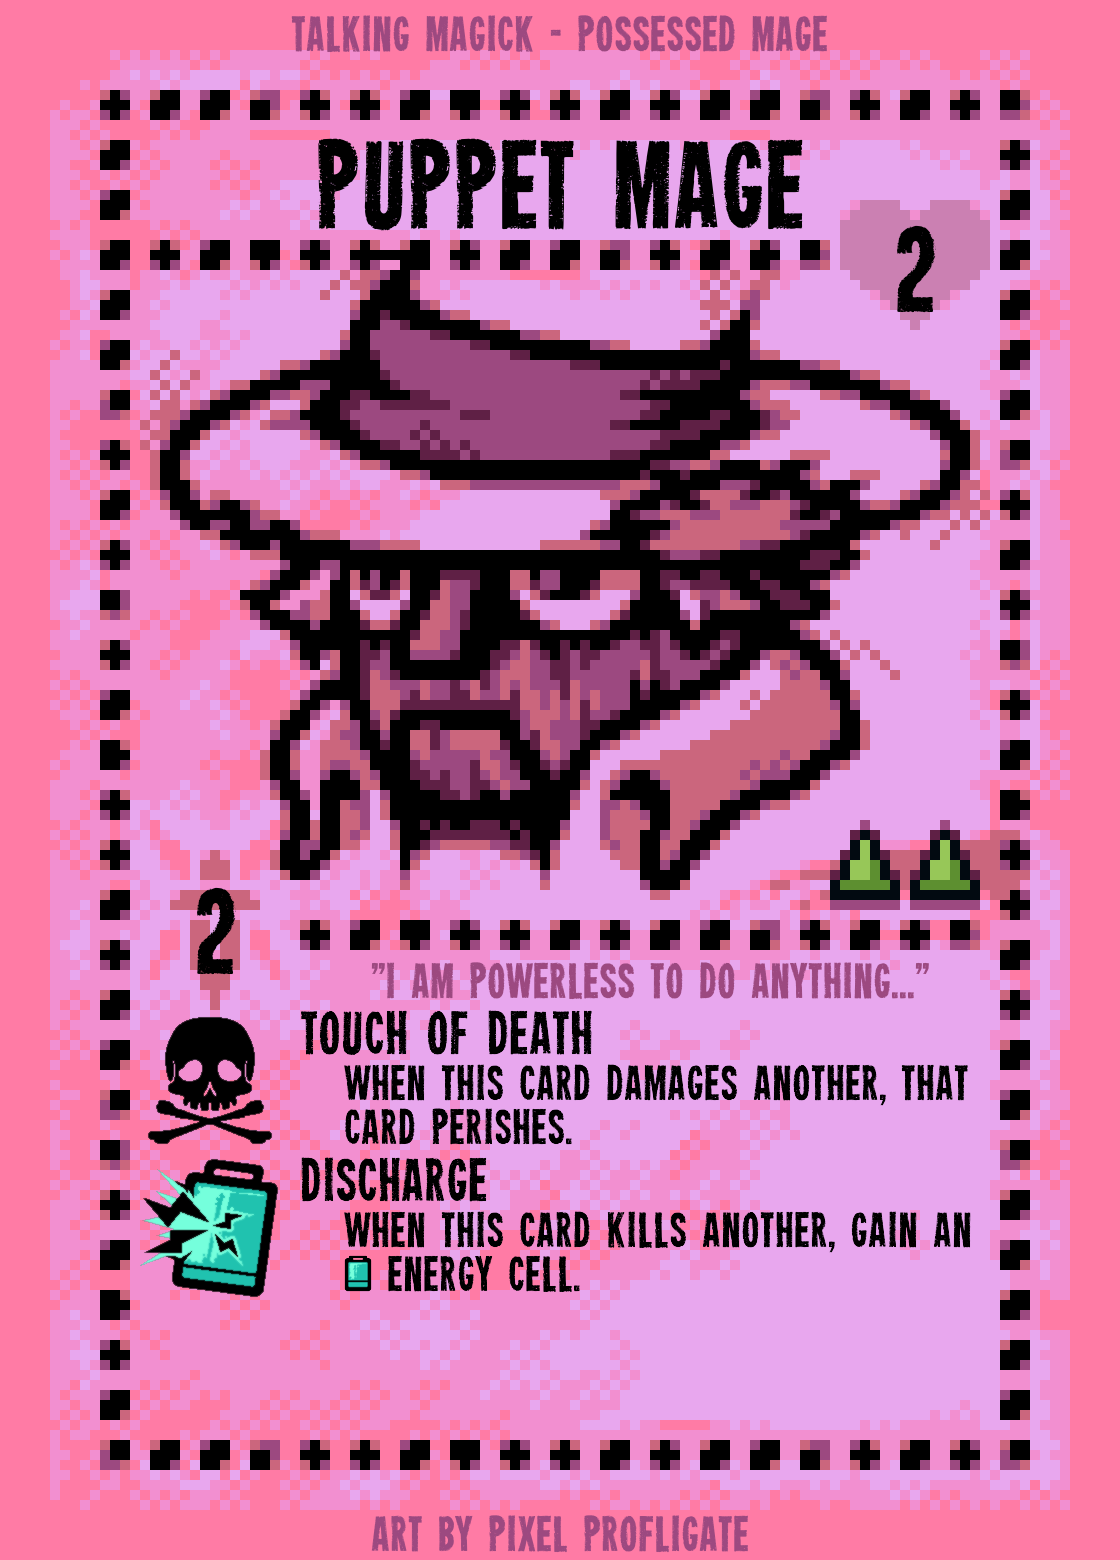 TALKING MAGICK - POSSESSED MAGE
PUPPET MAGE
2
2
"I AM POWERLESS TO DO ANYTHING..."
TOUCH OF DEATH
WHEN THIS CARD DAMAGES ANOTHER, THAT
CARD PERISHES.
DISCHARGE
WHEN THIS CARD KILLS ANOTHER, GAIN AN
ENERGY CELL.
ART BY PIXEL PROFLIGATE